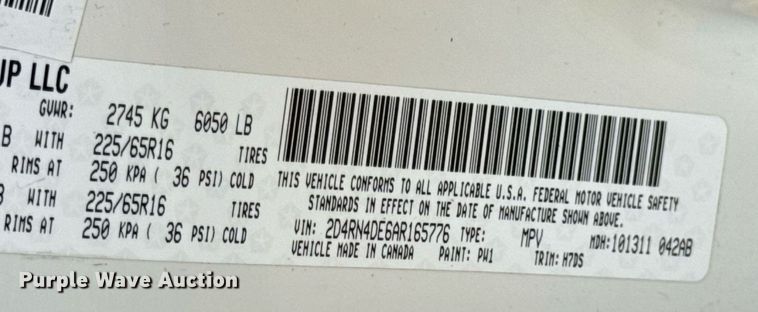 UP LLC
GVWR: 2745 KG 6050 LB
B WITH 225/65R16 TIRES
RIMS AT 250 KPA ( 36 PSI) COLD
B WITH 225/65R16 TIRES
RIMS AT 250 KPA ( 36 PSI) COLD
THIS VEHICLE CONFORMS TO ALL APPLICABLE U.S.A. FEDERAL MOTOR VEHICLE SAFETY
STANDARDS IN EFFECT ON THE DATE OF MANUFACTURE SHOWN ABOVE.
VIN: 2D4RN4DE6AR165776 TYPE: MPV MDH:101311 042AB
VEHICLE MADE IN CANADA PAINT: PW1 TRIM: H7DS
Purple Wave Auction